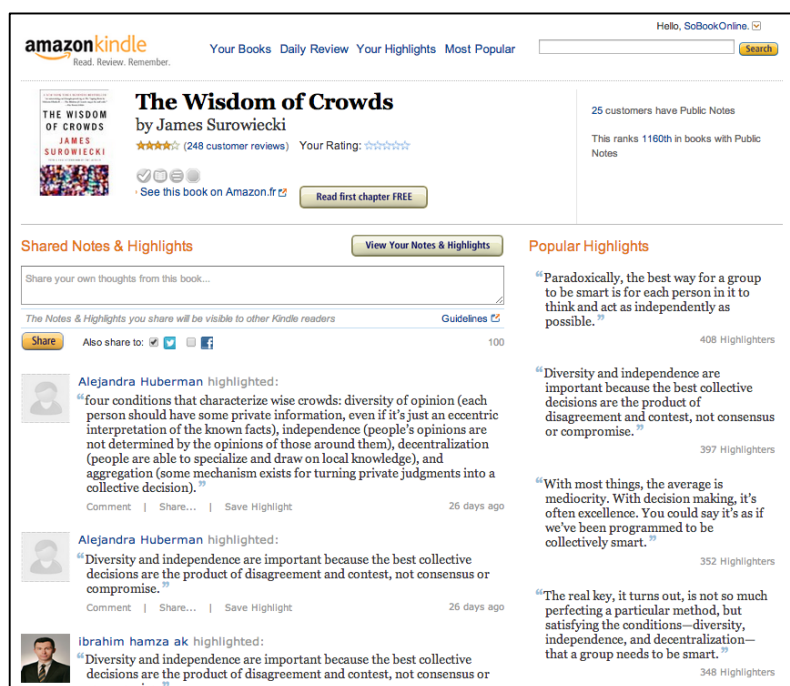 Hello, SoBookOnline.
amazonkindle
Read. Review. Remember.
Your Books Daily Review Your Highlights Most Popular
Search
THE WISDOM
OF CROWDS
JAMES
SUROWIECKI
The Wisdom of Crowds
by James Surowiecki
(248 customer reviews) Your Rating:
See this book on Amazon.fr
Read first chapter FREE
25 customers have Public Notes
This ranks 1160th in books with Public
Notes
Shared Notes & Highlights
View Your Notes & Highlights
Share your own thoughts from this book...
The Notes & Highlights you share will be visible to other Kindle readers
Guidelines
Share
Also share to:
100
Alejandra Huberman highlighted:
“four conditions that characterize wise crowds: diversity of opinion (each
person should have some private information, even if it’s just an eccentric
interpretation of the known facts), independence (people’s opinions are
not determined by the opinions of those around them), decentralization
(people are able to specialize and draw on local knowledge), and
aggregation (some mechanism exists for turning private judgments into a
collective decision).”
Comment | Share... | Save Highlight
26 days ago
Alejandra Huberman highlighted:
“Diversity and independence are important because the best collective
decisions are the product of disagreement and contest, not consensus or
compromise.”
Comment | Share... | Save Highlight
26 days ago
ibrahim hamza ak highlighted:
“Diversity and independence are important because the best collective
decisions are the product of disagreement and contest, not consensus or
Popular Highlights
“Paradoxically, the best way for a group
to be smart is for each person in it to
think and act as independently as
possible.”
408 Highlighters
“Diversity and independence are
important because the best collective
decisions are the product of
disagreement and contest, not consensus
or compromise.”
397 Highlighters
“With most things, the average is
mediocrity. With decision making, it’s
often excellence. You could say it’s as if
we’ve been programmed to be
collectively smart.”
352 Highlighters
“The real key, it turns out, is not so much
perfecting a particular method, but
satisfying the conditions—diversity,
independence, and decentralization—
that a group needs to be smart.”
348 Highlighters